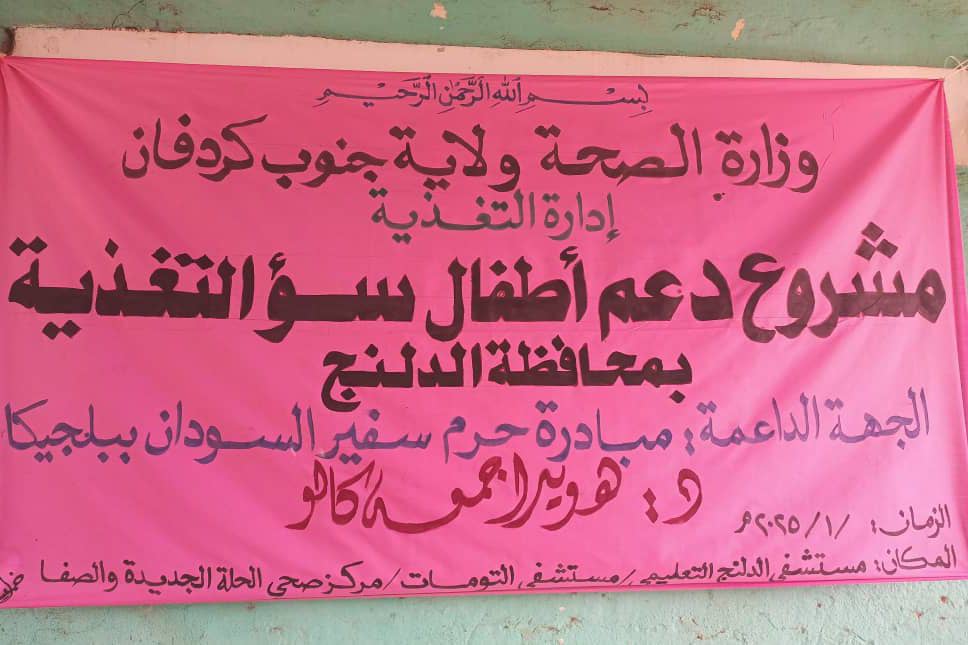 بسم الله الرحمن الرحيم
وزارة الصحة ولاية جنوب كردفان
إدارة التغذية
مشروع دعم أطفال سؤ التغذية
بمحافظة الدلنج
الجهة الداعمة: مبادرة حرم سفير السودان ببلجيكا
د: هويدا جمعة كالو
الزمان: /١/٢٠٢٥م
المكان: مستشفى الدلنج التعليمي/مستشفى التومات/مركز صحي الحلة الجديدة والصفا